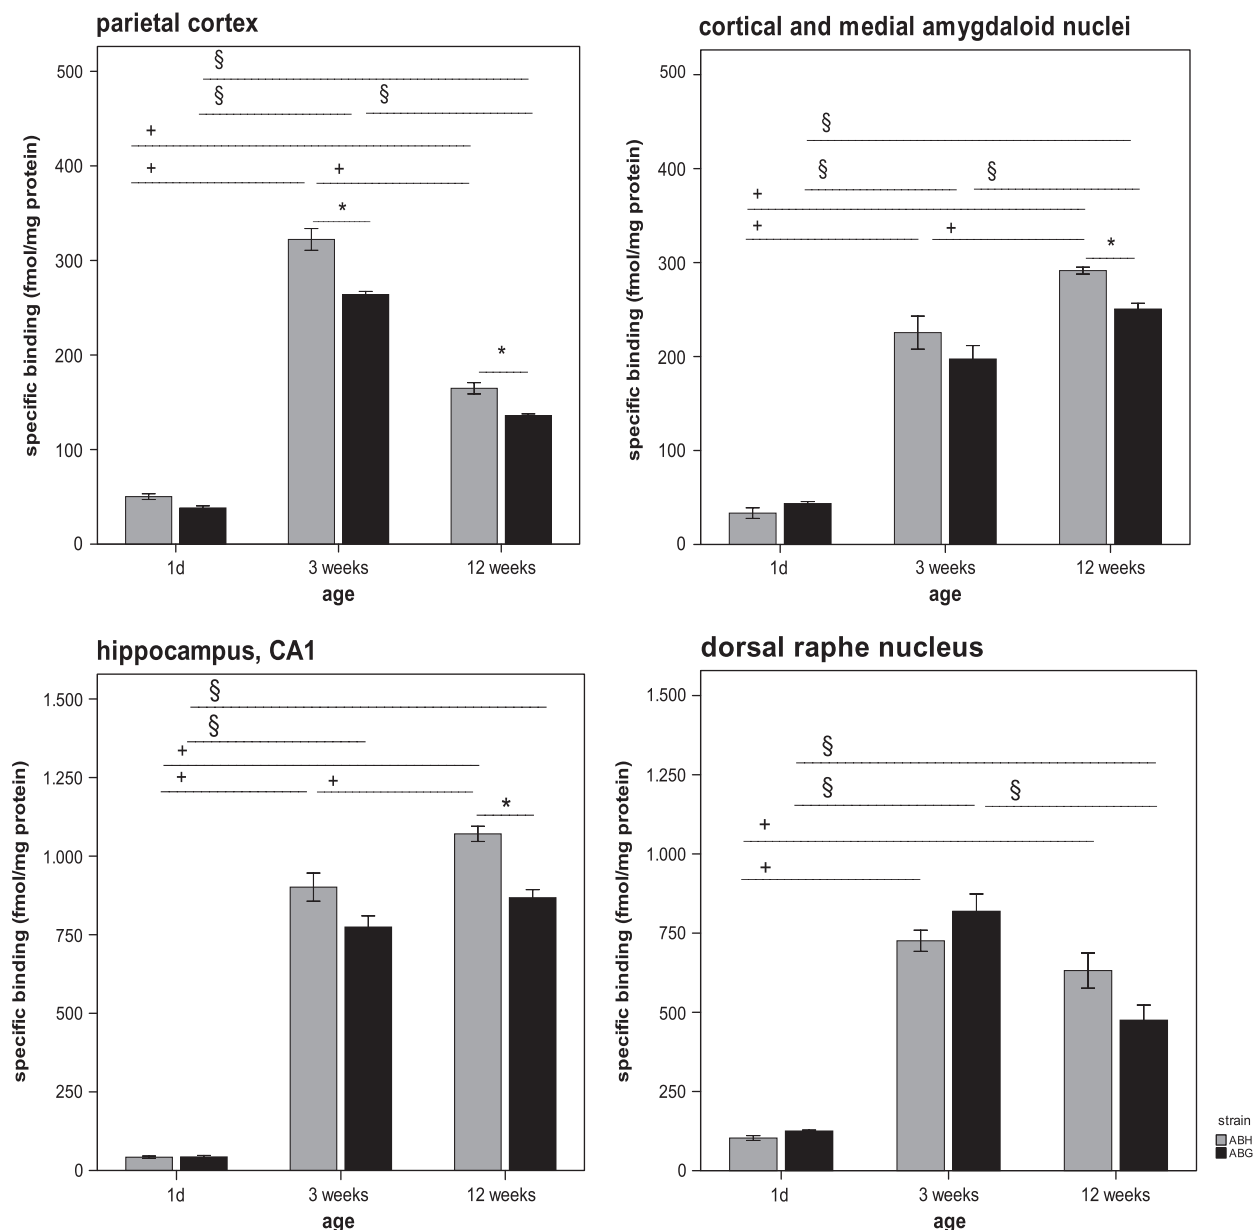 parietal cortex
specific binding (fmol/mg protein)
500
400
300
200
100
0
§
§ §
+
+ +
*
*
1d 3 weeks 12 weeks
age
cortical and medial amygdaloid nuclei
specific binding (fmol/mg protein)
500
400
300
200
100
0
§
§ §
+
+ +
*
1d 3 weeks 12 weeks
age
hippocampus, CA1
specific binding (fmol/mg protein)
1.500
1.250
1.000
750
500
250
0
§
§
+
+ +
*
1d 3 weeks 12 weeks
age
dorsal raphe nucleus
specific binding (fmol/mg protein)
1.500
1.250
1.000
750
500
250
0
§
§ §
+
+
1d 3 weeks 12 weeks
age
strain
ABH
ABG